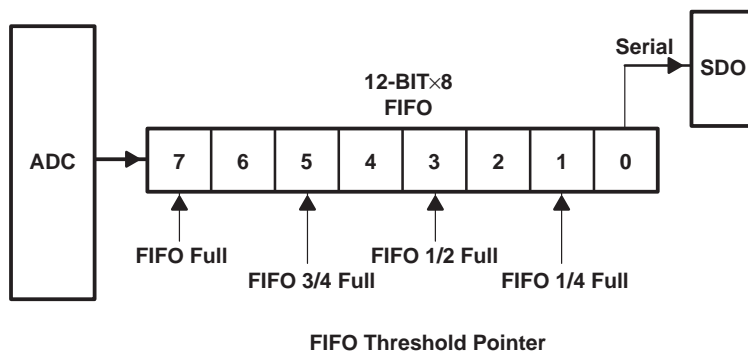 Serial
SDO
12-BIT×8
FIFO
ADC
7 6 5 4 3 2 1 0
FIFO Full
FIFO 3/4 Full
FIFO 1/2 Full
FIFO 1/4 Full
FIFO Threshold Pointer